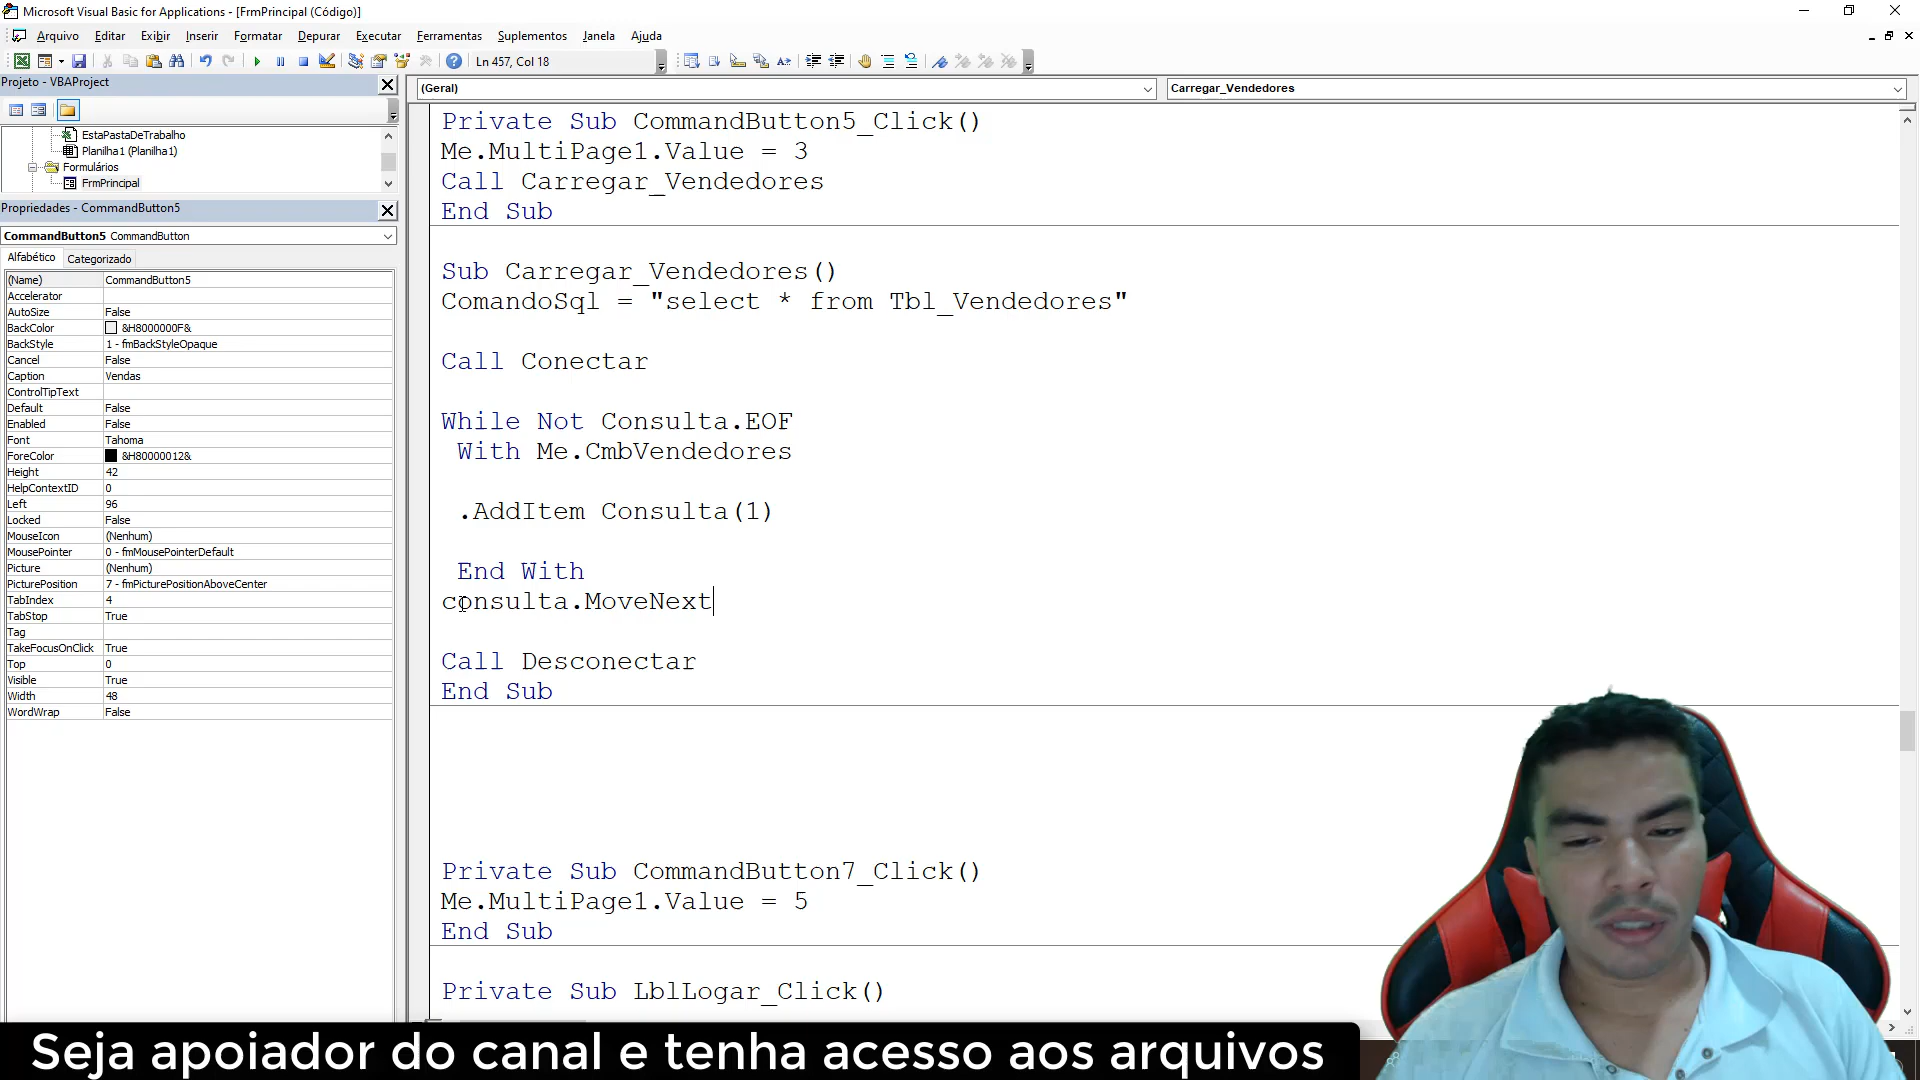 Microsoft Visual Basic for Applications - [FrmPrincipal (Código)]
Arquivo Editar Exibir Inserir Formatar Depurar Executar Ferramentas Suplementos Janela Ajuda
Ln 457, Col 18
Projeto - VBAProject
EstaPastaDeTrabalho
Planilha1 (Planilha1)
Formulários
FrmPrincipal
Propriedades - CommandButton5
CommandButton5 CommandButton
Alfabético Categorizado
(Name) CommandButton5
Accelerator
AutoSize False
BackColor &H8000000F&
BackStyle 1 - fmBackStyleOpaque
Cancel False
Caption Vendas
ControlTipText
Default False
Enabled False
Font Tahoma
ForeColor &H80000012&
Height 42
HelpContextID 0
Left 96
Locked False
MouseIcon (Nenhum)
MousePointer 0 - fmMousePointerDefault
Picture (Nenhum)
PicturePosition 7 - fmPicturePositionAboveCenter
TabIndex 4
TabStop True
Tag
TakeFocusOnClick True
Top 0
Visible True
Width 48
WordWrap False
(Geral) Carregar_Vendedores
Private Sub CommandButton5_Click()
Me.MultiPage1.Value = 3
Call Carregar_Vendedores
End Sub
Sub Carregar_Vendedores()
ComandoSql = "select * from Tbl_Vendedores"
Call Conectar
While Not Consulta.EOF
With Me.CmbVendedores
.AddItem Consulta(1)
End With
consulta.MoveNext
Call Desconectar
End Sub
Private Sub CommandButton7_Click()
Me.MultiPage1.Value = 5
End Sub
Private Sub LblLogar_Click()
Seja apoiador do canal e tenha acesso aos arquivos